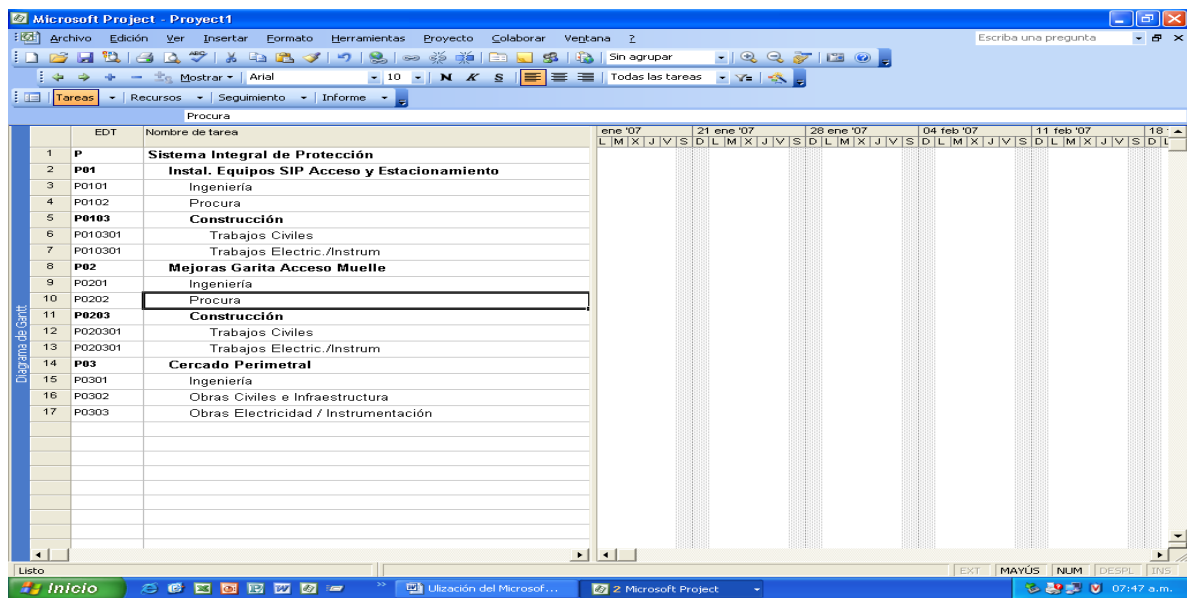 Microsoft Project - Proyect1
Archivo Edición Ver Insertar Formato Herramientas Proyecto Colaborar Ventana ? Escriba una pregunta
Sin agrupar
Mostrar Arial 10 N K S Todas las tareas
Tareas Recursos Seguimiento Informe
Procura
EDT Nombre de tarea ene '07 21 ene '07 28 ene '07 04 feb '07 11 feb '07 18
L M X J V S D L M X J V S D L M X J V S D L M X J V S D L M X J V S D L
1 P Sistema Integral de Protección
2 P01 Instal. Equipos SIP Acceso y Estacionamiento
3 P0101 Ingeniería
4 P0102 Procura
5 P0103 Construcción
6 P010301 Trabajos Civiles
7 P010301 Trabajos Electric./Instrum
8 P02 Mejoras Garita Acceso Muelle
9 P0201 Ingeniería
10 P0202 Procura
11 P0203 Construcción
12 P020301 Trabajos Civiles
13 P020301 Trabajos Electric./Instrum
14 P03 Cercado Perimetral
15 P0301 Ingeniería
16 P0302 Obras Civiles e Infraestructura
17 P0303 Obras Electricidad / Instrumentación
Diagrama de Gantt
Listo EXT MAYÚS NUM DESPL INS
Inicio Ulización del Microsof... 2 Microsoft Project 07:47 a.m.